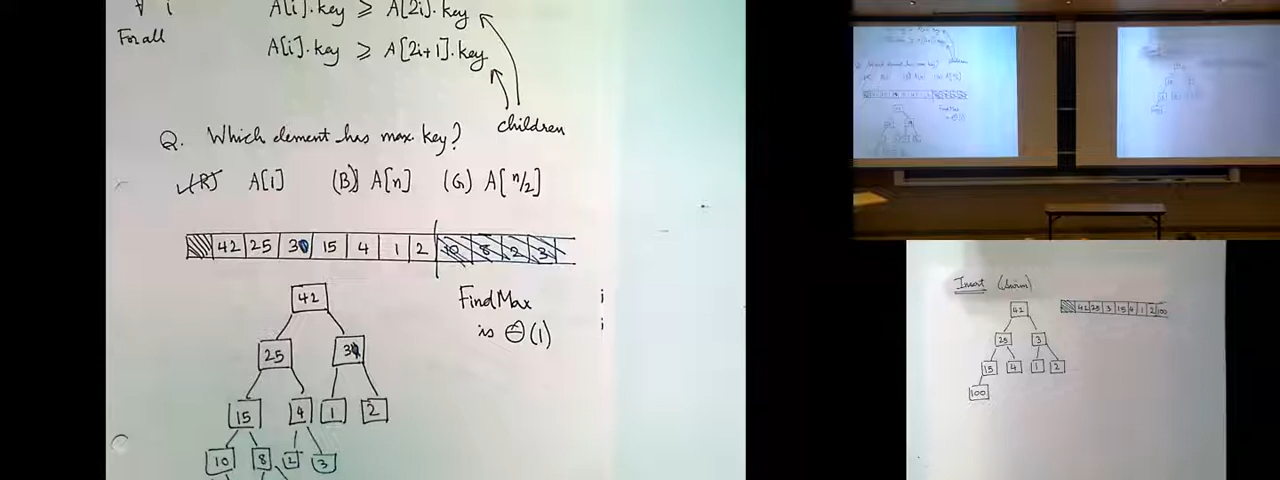 ∀ i A[i].key ⩾ A[2i].key
For all A[i].key ⩾ A[2i+1].key
children
Q. Which element has max key?
(R) A[1] (B) A[n] (G) A[n/2]
42 25 3 15 4 1 2 10 8 2 3
42
FindMax
is Θ(1)
25 3
15 4 1 2
10 8 2 3
Insert (Swim)
42 25 3 15 4 1 2 100
42
25 3
15 4 1 2
100